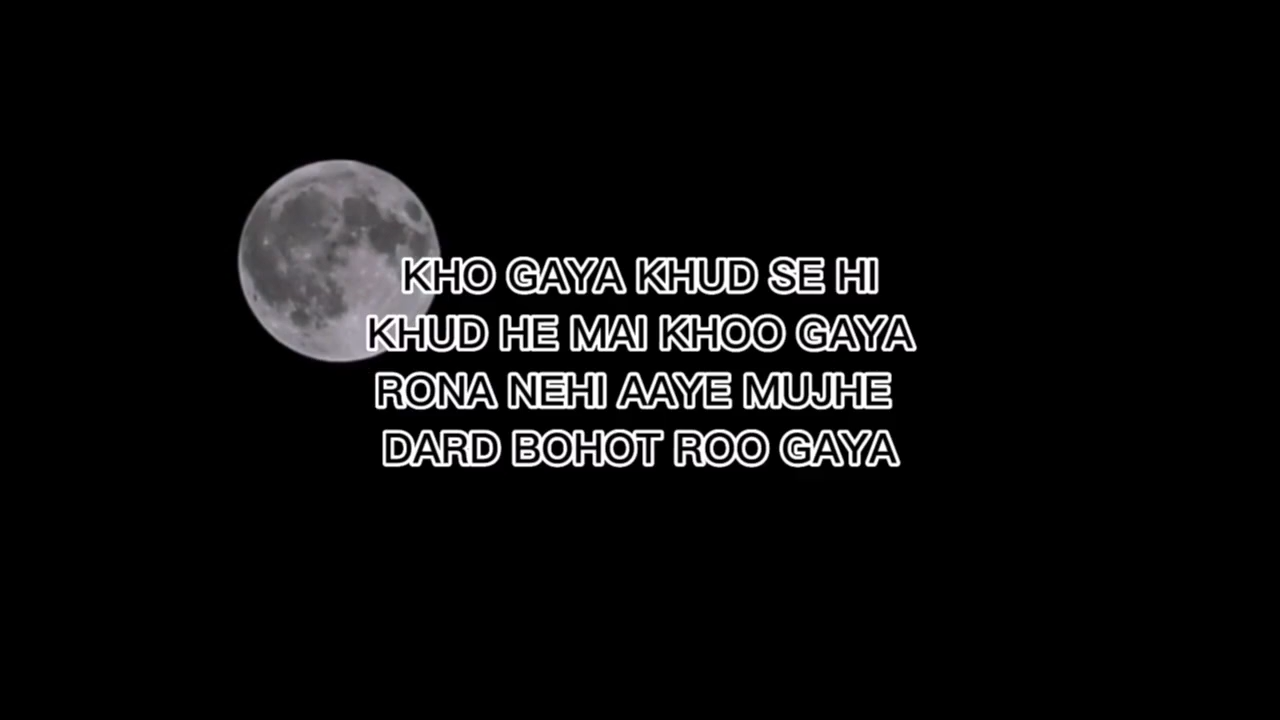 KHO GAYA KHUD SE HI
KHUD HE MAI KHOO GAYA
RONA NEHI AAYE MUJHE
DARD BOHOT ROO GAYA